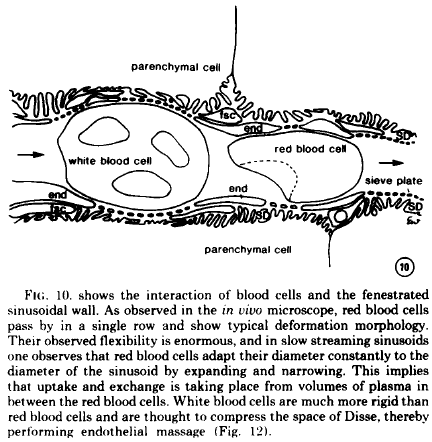 parenchymal cell
fsc
end
SD
white blood cell
red blood cell
end
end
sieve plate
fsc
SD
SD
parenchymal cell
10
FIG. 10. shows the interaction of blood cells and the fenestrated
sinusoidal wall. As observed in the in vivo microscope, red blood cells
pass by in a single row and show typical deformation morphology.
Their observed flexibility is enormous, and in slow streaming sinusoids
one observes that red blood cells adapt their diameter constantly to the
diameter of the sinusoid by expanding and narrowing. This implies
that uptake and exchange is taking place from volumes of plasma in
between the red blood cells. White blood cells are much more rigid than
red blood cells and are thought to compress the space of Disse, thereby
performing endothelial massage (Fig. 12).